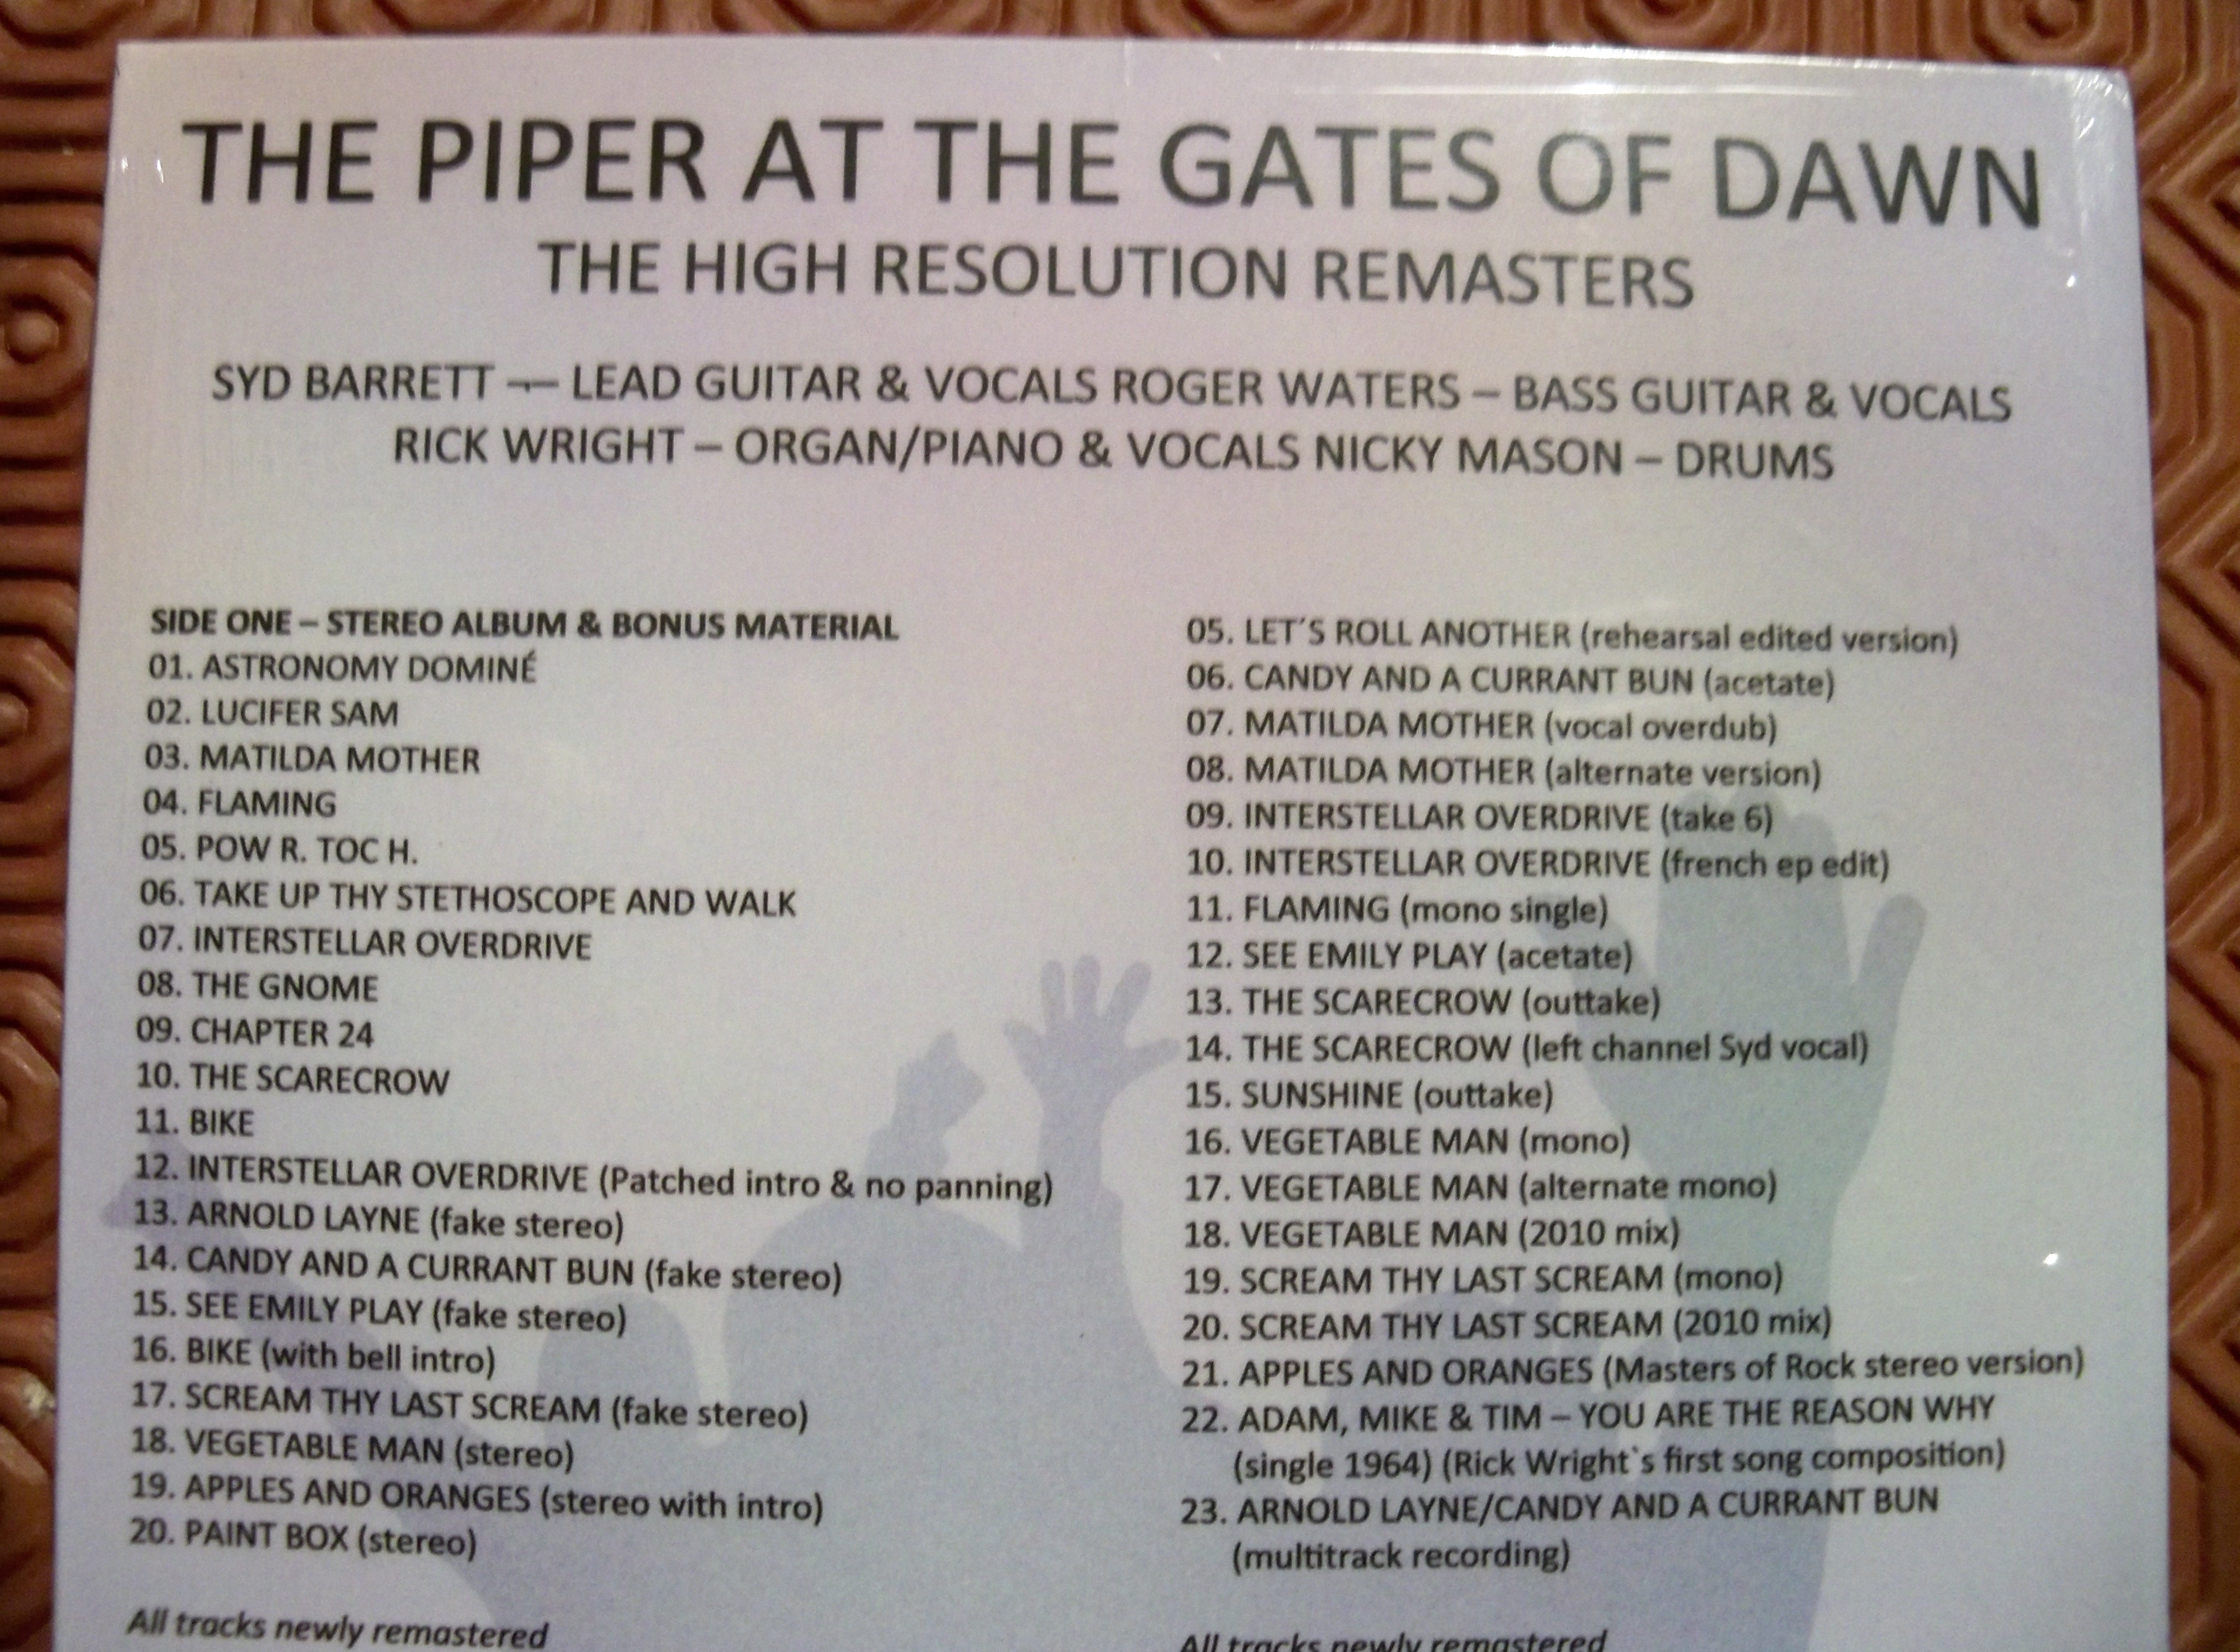 THE PIPER AT THE GATES OF DAWN
THE HIGH RESOLUTION REMASTERS
SYD BARRETT — LEAD GUITAR & VOCALS ROGER WATERS – BASS GUITAR & VOCALS
RICK WRIGHT – ORGAN/PIANO & VOCALS NICKY MASON – DRUMS
SIDE ONE – STEREO ALBUM & BONUS MATERIAL
01. ASTRONOMY DOMINÉ
02. LUCIFER SAM
03. MATILDA MOTHER
04. FLAMING
05. POW R. TOC H.
06. TAKE UP THY STETHOSCOPE AND WALK
07. INTERSTELLAR OVERDRIVE
08. THE GNOME
09. CHAPTER 24
10. THE SCARECROW
11. BIKE
12. INTERSTELLAR OVERDRIVE (Patched intro & no panning)
13. ARNOLD LAYNE (fake stereo)
14. CANDY AND A CURRANT BUN (fake stereo)
15. SEE EMILY PLAY (fake stereo)
16. BIKE (with bell intro)
17. SCREAM THY LAST SCREAM (fake stereo)
18. VEGETABLE MAN (stereo)
19. APPLES AND ORANGES (stereo with intro)
20. PAINT BOX (stereo)
All tracks newly remastered
05. LET´S ROLL ANOTHER (rehearsal edited version)
06. CANDY AND A CURRANT BUN (acetate)
07. MATILDA MOTHER (vocal overdub)
08. MATILDA MOTHER (alternate version)
09. INTERSTELLAR OVERDRIVE (take 6)
10. INTERSTELLAR OVERDRIVE (french ep edit)
11. FLAMING (mono single)
12. SEE EMILY PLAY (acetate)
13. THE SCARECROW (outtake)
14. THE SCARECROW (left channel Syd vocal)
15. SUNSHINE (outtake)
16. VEGETABLE MAN (mono)
17. VEGETABLE MAN (alternate mono)
18. VEGETABLE MAN (2010 mix)
19. SCREAM THY LAST SCREAM (mono)
20. SCREAM THY LAST SCREAM (2010 mix)
21. APPLES AND ORANGES (Masters of Rock stereo version)
22. ADAM, MIKE & TIM – YOU ARE THE REASON WHY
(single 1964) (Rick Wright`s first song composition)
23. ARNOLD LAYNE/CANDY AND A CURRANT BUN
(multitrack recording)
All tracks newly remastered